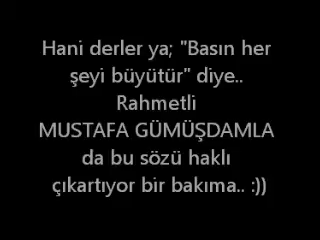 Hani derler ya; "Basın her
şeyi büyütür" diye..
Rahmetli
MUSTAFA GÜMÜŞDAMLA
da bu sözü haklı
çıkartıyor bir bakıma.. :))